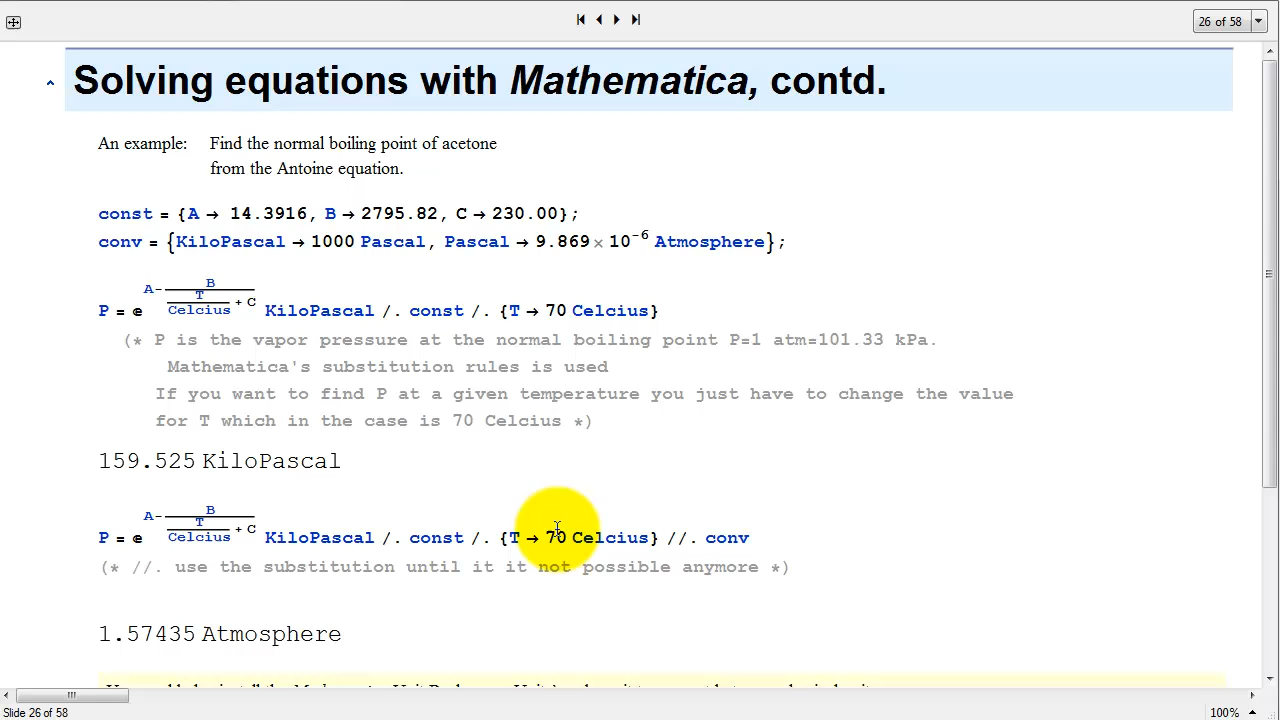 26 of 58
Solving equations with Mathematica, contd.
An example: Find the normal boiling point of acetone
from the Antoine equation.
const = {A → 14.3916, B → 2795.82, C → 230.00};
conv = {KiloPascal → 1000 Pascal, Pascal → 9.869 × 10^-6 Atmosphere};
P = e^(A - B/(T/Celcius + C)) KiloPascal /. const /. {T → 70 Celcius}
(* P is the vapor pressure at the normal boiling point P=1 atm=101.33 kPa.
Mathematica's substitution rules is used
If you want to find P at a given temperature you just have to change the value
for T which in the case is 70 Celcius *)
159.525 KiloPascal
P = e^(A - B/(T/Celcius + C)) KiloPascal /. const /. {T → 70 Celcius} //. conv
(* //. use the substitution until it it not possible anymore *)
1.57435 Atmosphere
Slide 26 of 58
100%